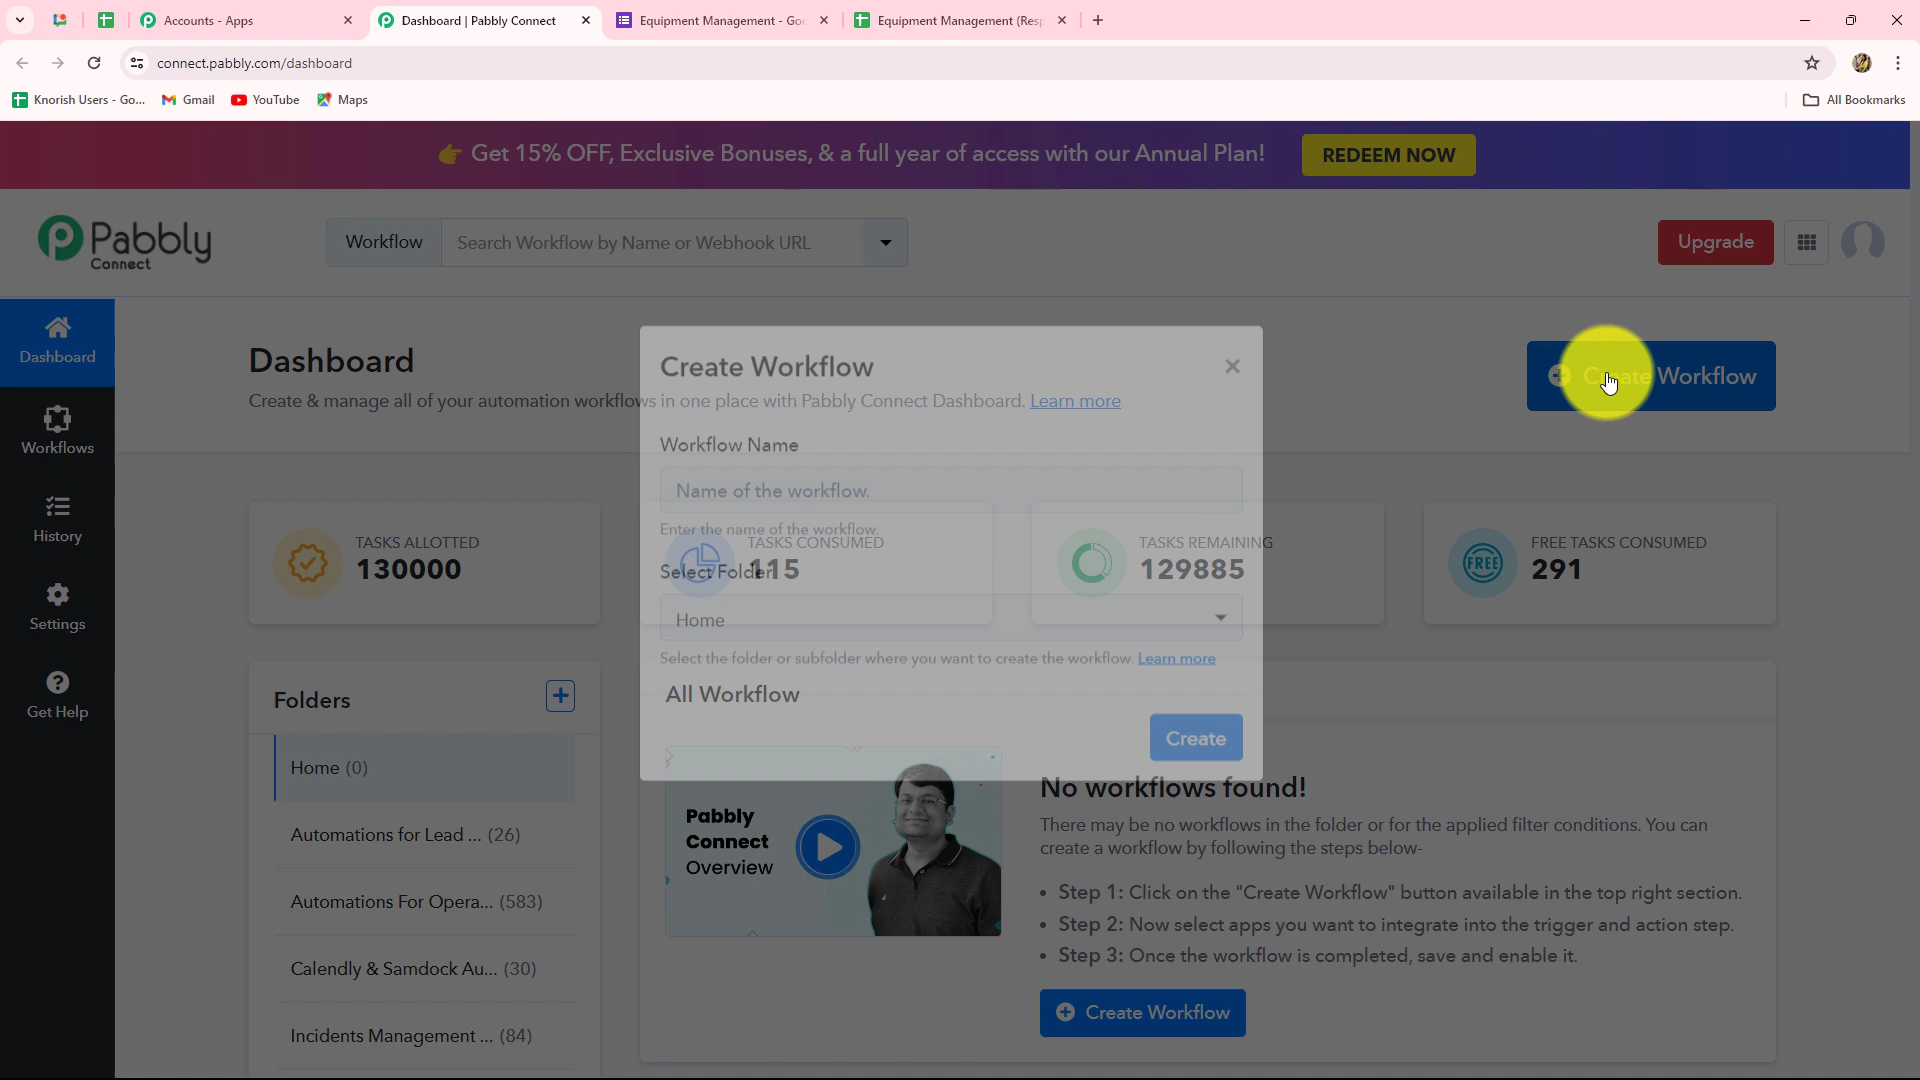 Accounts - Apps
Dashboard | Pabbly Connect
Equipment Management - Goo
Equipment Management (Resp
connect.pabbly.com/dashboard
Knorish Users - Go...
Gmail
YouTube
Maps
All Bookmarks
👉 Get 15% OFF, Exclusive Bonuses, & a full year of access with our Annual Plan!
REDEEM NOW
Pabbly
Connect
Workflow
Search Workflow by Name or Webhook URL
Upgrade
Dashboard
Workflows
History
Settings
Get Help
Dashboard
Create & manage all of your automation workflows in one place with Pabbly Connect Dashboard. Learn more
Create Workflow
Create Workflow
Workflow Name
Name of the workflow.
Enter the name of the workflow.
Select Folder
Home
Select the folder or subfolder where you want to create the workflow. Learn more
Create
TASKS ALLOTTED
130000
TASKS CONSUMED
115
TASKS REMAINING
129885
FREE
FREE TASKS CONSUMED
291
Folders
Home (0)
Automations for Lead ... (26)
Automations For Opera... (583)
Calendly & Samdock Au... (30)
Incidents Management ... (84)
All Workflow
Pabbly
Connect
Overview
No workflows found!
There may be no workflows in the folder or for the applied filter conditions. You can
create a workflow by following the steps below-
• Step 1: Click on the "Create Workflow" button available in the top right section.
• Step 2: Now select apps you want to integrate into the trigger and action step.
• Step 3: Once the workflow is completed, save and enable it.
Create Workflow